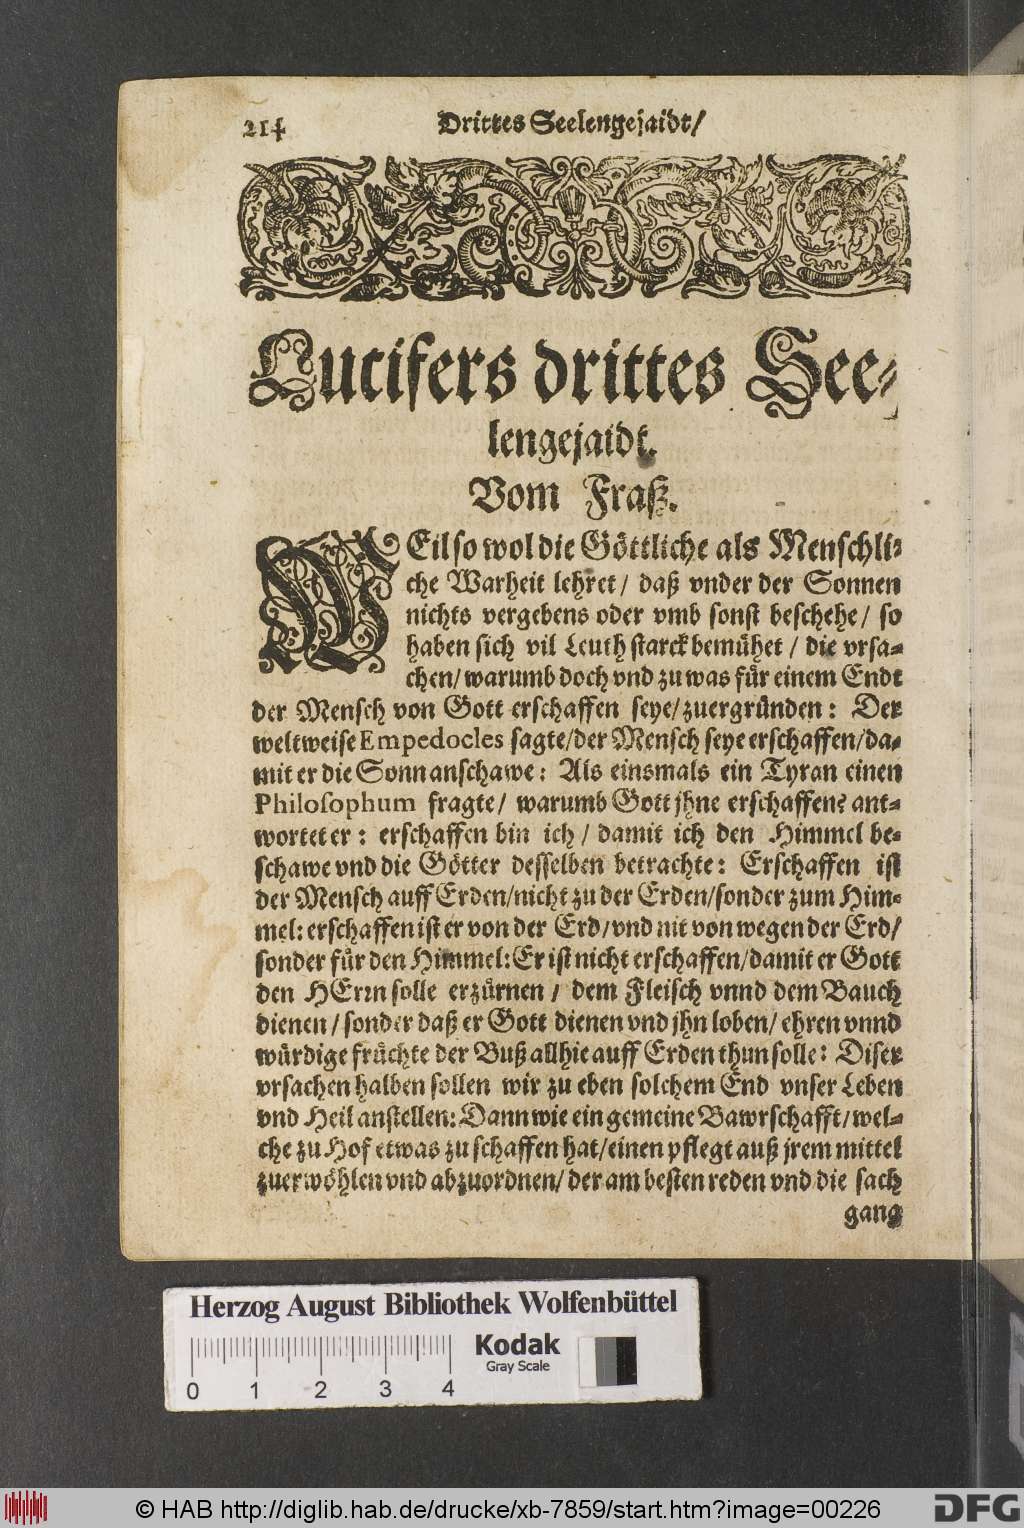 214
Drittes Seelengejaidt/
Lucifers drittes See-
lengejaidt.
Vom Fraß.
WEil so wol die Göttliche als Menschli-
che Warheit lehret / daß vnder der Sonnen
nichts vergebens oder vmb sonst beschehe / so
haben sich vil Leuth starck bemühet / die vrsa-
chen / warumb doch vnd zu was für einem Endt
der Mensch von Gott erschaffen seye / zuergründen: Der
weltweise Empedocles sagte / der Mensch seye erschaffen / da-
mit er die Sonn anschawe: Als einsmals ein Tyran einen
Philosophum fragte / warumb Gott jhne erschaffen? ant-
wortet er: erschaffen bin ich / damit ich den Himmel be-
schawe vnd die Götter desselben betrachte: Erschaffen ist
der Mensch auff Erden / nicht zu der Erden / sonder zum Him-
mel: erschaffen ist er von der Erd / vnd nit von wegen der Erd /
sonder für den Himmel: Er ist nicht erschaffen / damit er Gott
den HErrn solle erzürnen / dem Fleisch vnnd dem Bauch
dienen / sonder daß er Gott dienen vnd jhn loben / ehren vnnd
würdige früchte der Buß allhie auff Erden thun solle: Diser
vrsachen halben sollen wir zu eben solchem End vnser Leben
vnd Heil anstellen: Dann wie ein gemeine Bawrschafft / wel-
che zu Hof etwas zu schaffen hat / einen pflegt auß jrem mittel
zuerwöhlen vnd abzuordnen / der am besten reden vnd die sach
gang
Herzog August Bibliothek Wolfenbüttel
Kodak
Gray Scale
0 1 2 3 4
© HAB http://diglib.hab.de/drucke/xb-7859/start.htm?image=00226
DFG